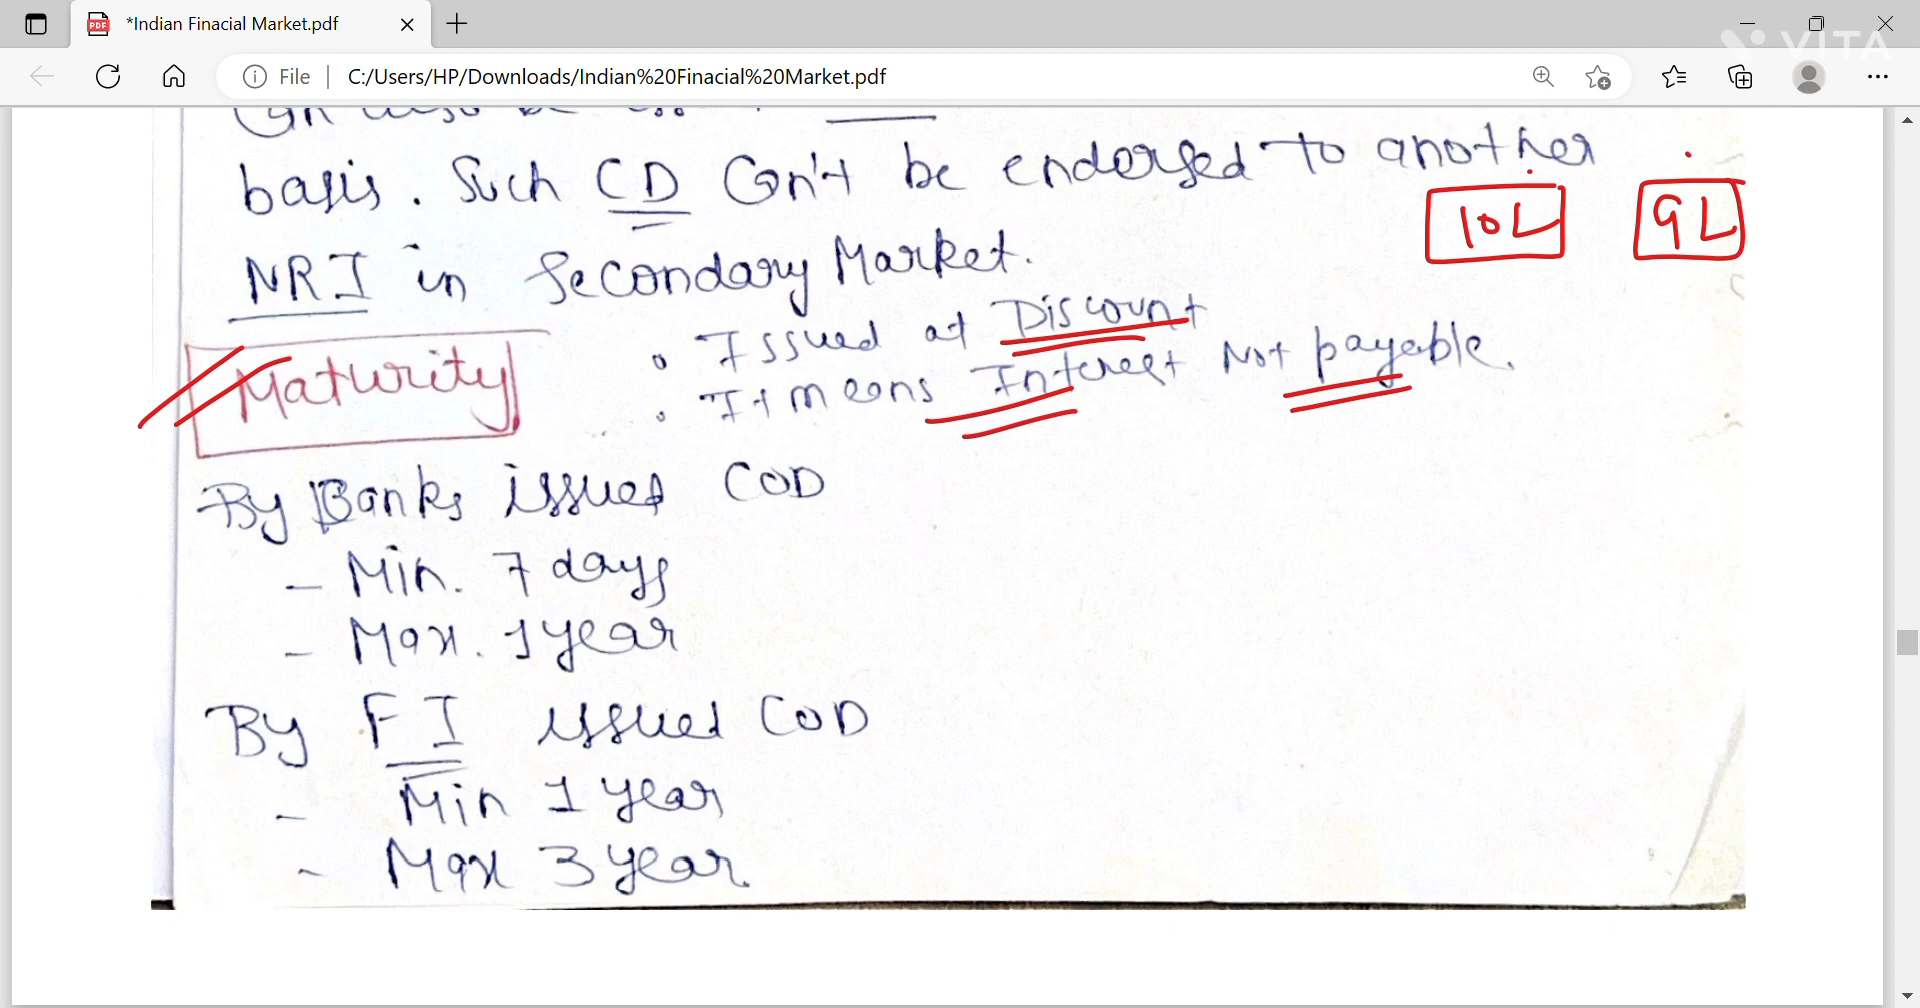 *Indian Finacial Market.pdf
VITA
File | C:/Users/HP/Downloads/Indian%20Finacial%20Market.pdf
basis. Such CD Can't be endorsed to another
10L 9L
NRI in Secondary Market.
• Issued at Discount
Maturity
• It means Interest Not payable.
By Banks issued COD
- Min. 7 days
- Max. 1 year
By FI issued COD
- Min 1 year
- Max 3 year.